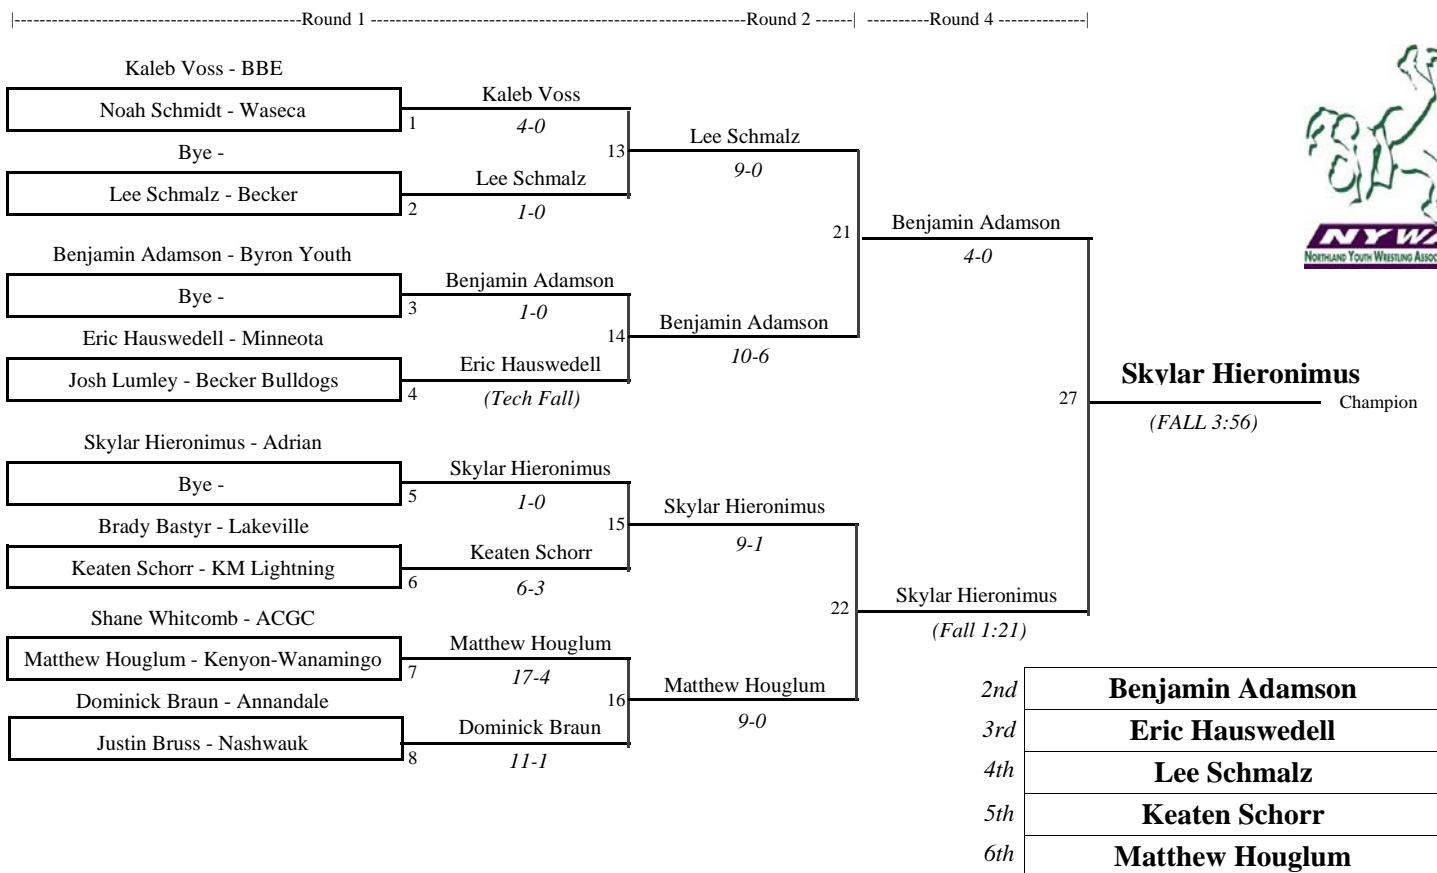 |----------------------------------------------Round 1 ------------------------------------------------------------Round 2 ------| ----------Round 4 --------------|
Kaleb Voss - BBE
Noah Schmidt - Waseca
1
Bye -
Lee Schmalz - Becker
2
Benjamin Adamson - Byron Youth
Bye -
3
Eric Hauswedell - Minneota
Josh Lumley - Becker Bulldogs
4
Skylar Hieronimus - Adrian
Bye -
5
Brady Bastyr - Lakeville
Keaten Schorr - KM Lightning
6
Shane Whitcomb - ACGC
Matthew Houglum - Kenyon-Wanamingo
7
Dominick Braun - Annandale
Justin Bruss - Nashwauk
8
Kaleb Voss
4-0
13
Lee Schmalz
1-0
Benjamin Adamson
1-0
14
Eric Hauswedell
(Tech Fall)
Skylar Hieronimus
1-0
15
Keaten Schorr
6-3
Matthew Houglum
17-4
16
Dominick Braun
11-1
Lee Schmalz
9-0
21
Benjamin Adamson
10-6
Skylar Hieronimus
9-1
22
Matthew Houglum
9-0
Benjamin Adamson
4-0
27
Skylar Hieronimus
(Fall 1:21)
Skylar Hieronimus
Champion
(FALL 3:56)
NYWA
NORTHLAND YOUTH WRESTLING
2nd Benjamin Adamson
3rd Eric Hauswedell
4th Lee Schmalz
5th Keaten Schorr
6th Matthew Houglum